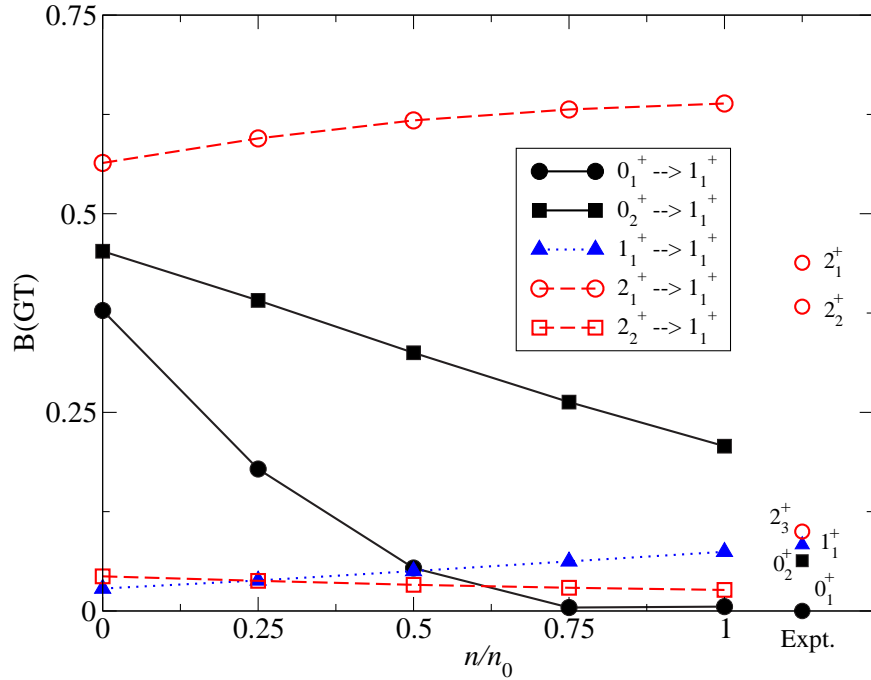 0.75
0.5
0.25
0
B(GT)
0 0.25 0.5 0.75 1
n/n₀
Expt.
0₁⁺ --> 1₁⁺
0₂⁺ --> 1₁⁺
1₁⁺ --> 1₁⁺
2₁⁺ --> 1₁⁺
2₂⁺ --> 1₁⁺
2₁⁺
2₂⁺
2₃⁺
1₁⁺
0₂⁺
0₁⁺